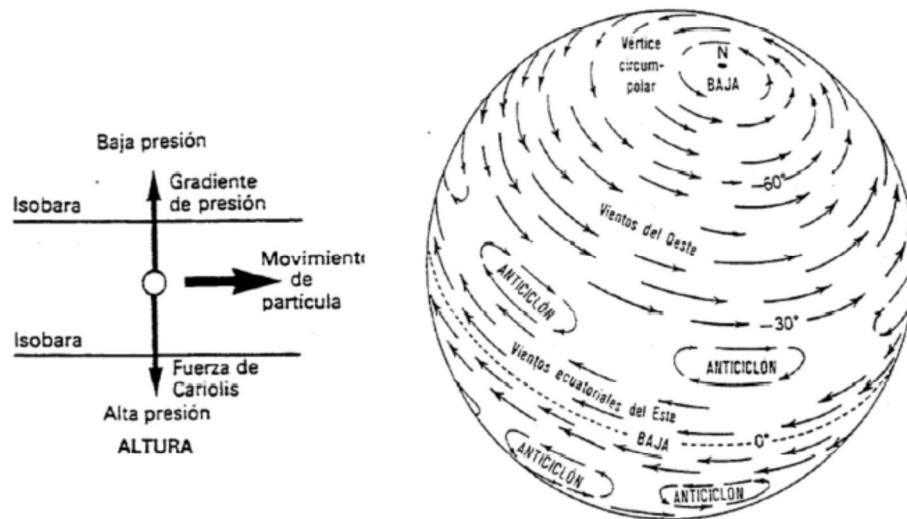 Baja presión
Gradiente
de presión
Isobara
Movimiento
de
partícula
Isobara
Fuerza de
Cariolis
Alta presión
ALTURA
Vértice
circum-
polar
N
BAJA
60°
Vientos del Oeste
ANTICICLÓN
30°
ANTICICLÓN
Vientos ecuatoriales del Este
BAJA
0°
ANTICICLÓN
ANTICICLÓN